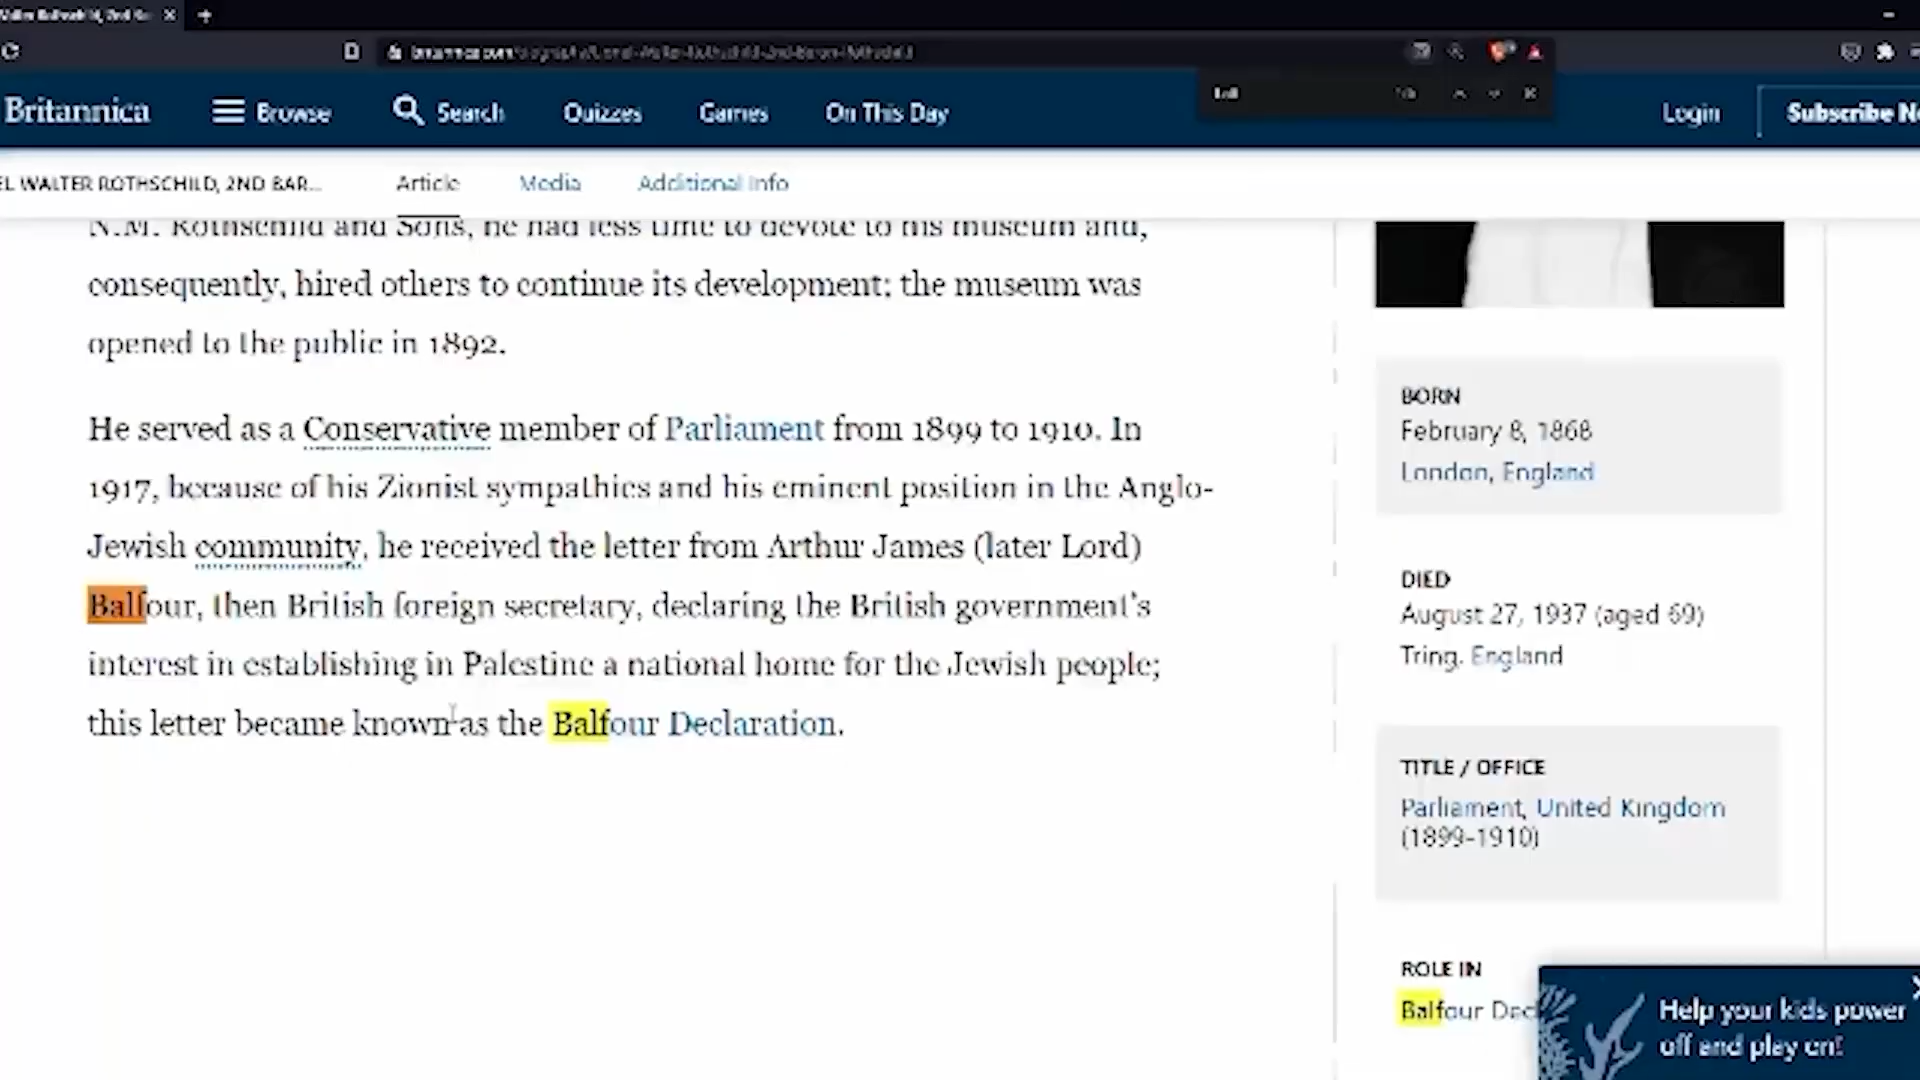 Britannica
Browse
Search
Quizzes
Games
On This Day
Login
Subscribe
EL WALTER ROTHSCHILD, 2ND BAR...
Article
Media
Additional Info
N.M. Rothschild and Sons, he had less time to devote to his museum and,
consequently, hired others to continue its development; the museum was
opened to the public in 1892.
He served as a Conservative member of Parliament from 1899 to 1910. In
1917, because of his Zionist sympathies and his eminent position in the Anglo-
Jewish community, he received the letter from Arthur James (later Lord)
Balfour, then British foreign secretary, declaring the British government's
interest in establishing in Palestine a national home for the Jewish people;
this letter became known as the Balfour Declaration.
BORN
February 8, 1868
London, England
DIED
August 27, 1937 (aged 69)
Tring, England
TITLE / OFFICE
Parliament, United Kingdom
(1899-1910)
ROLE IN
Balfour Decl
Help your kids power
off and play on!